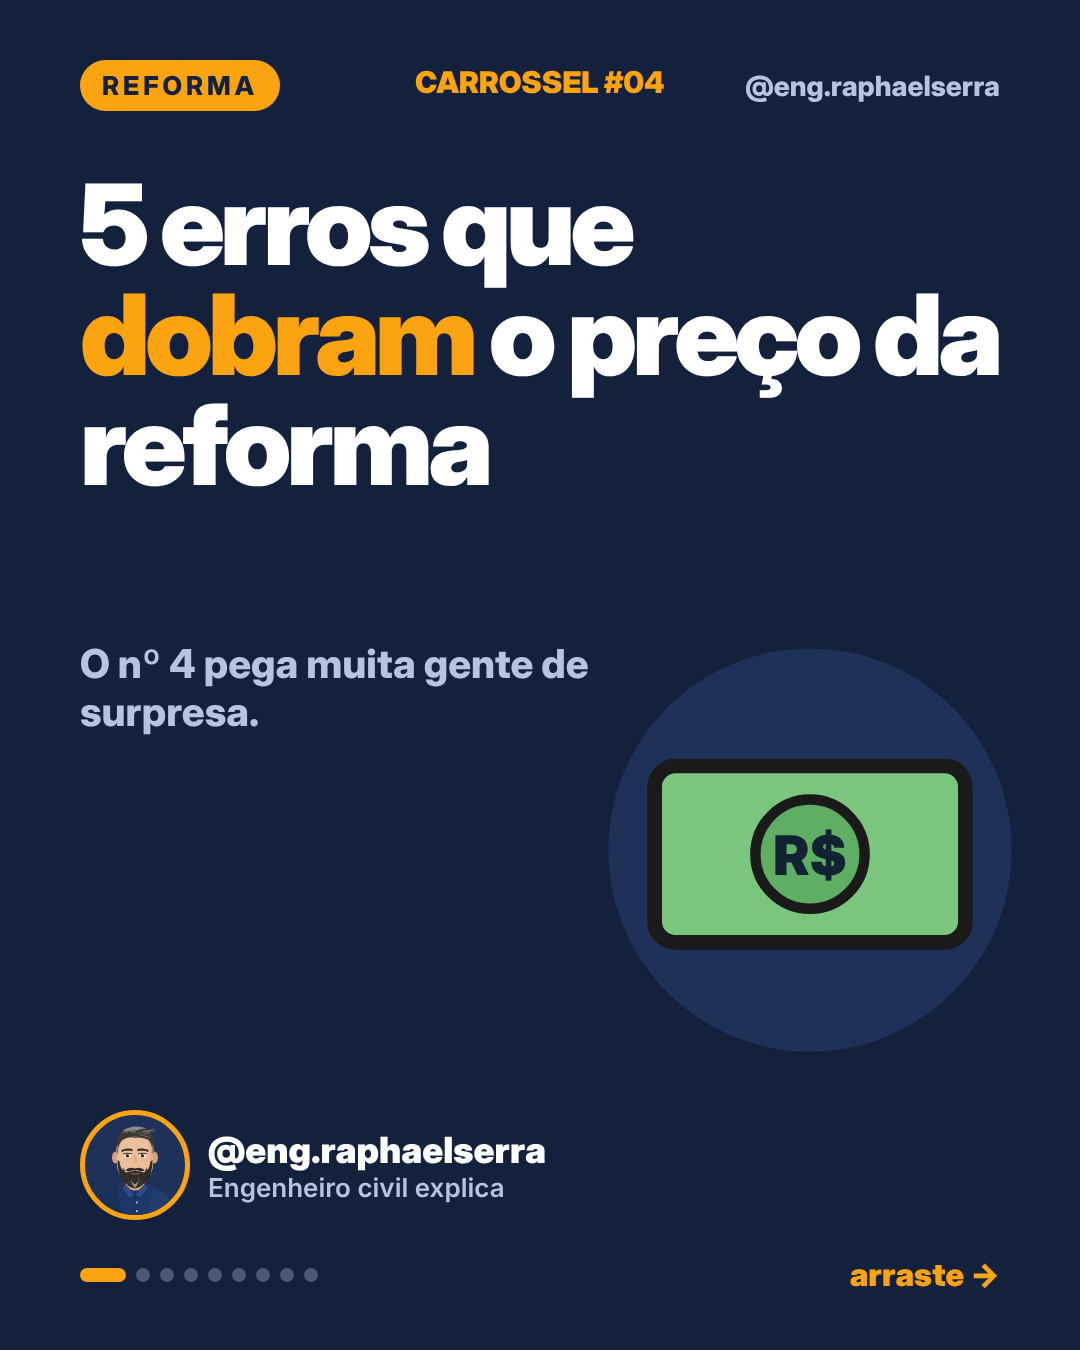 REFORMA
CARROSSEL #04
@eng.raphaelserra
5 erros que
dobram o preço da
reforma
O nº 4 pega muita gente de
surpresa.
R$
@eng.raphaelserra
Engenheiro civil explica
arraste →